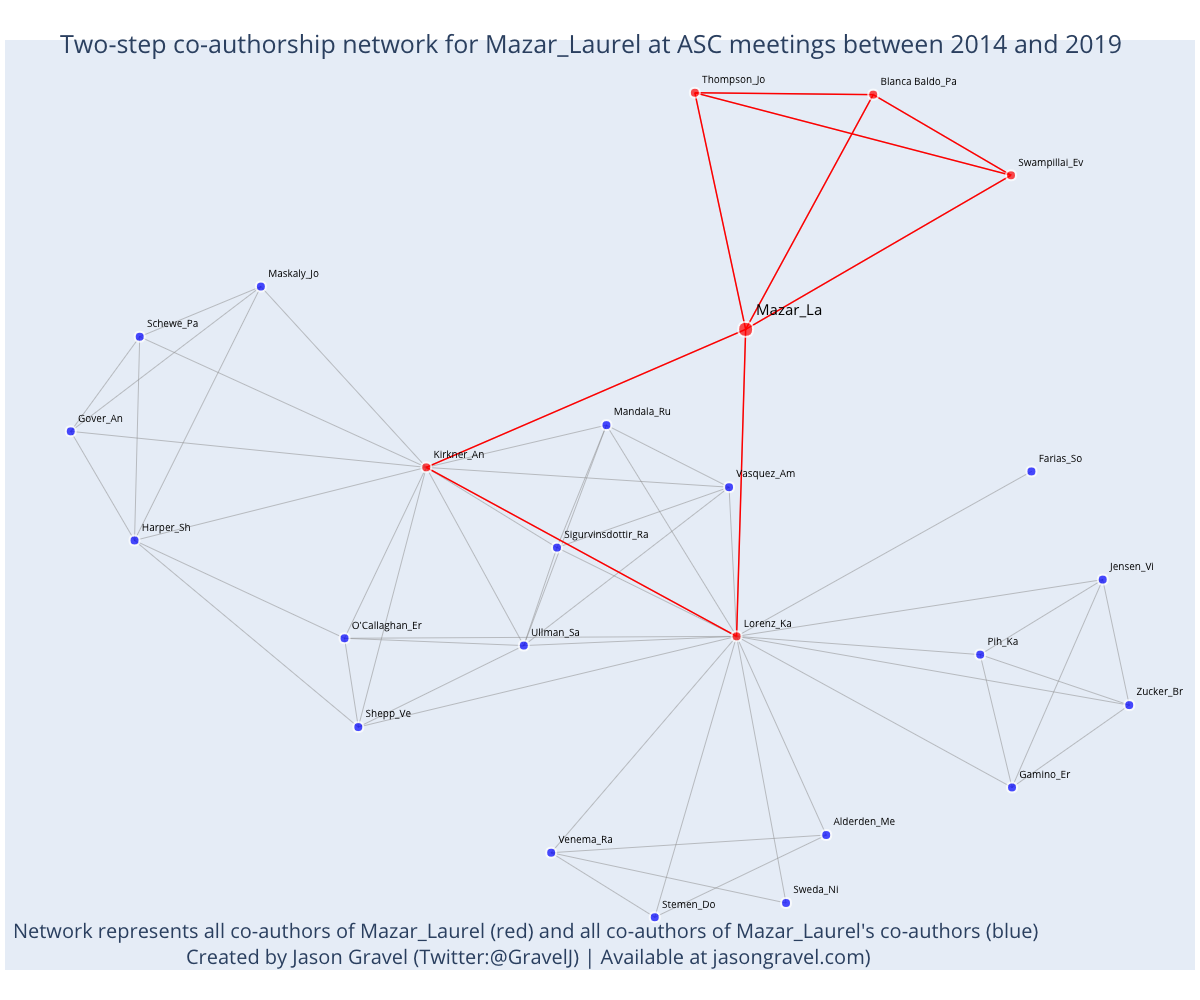 Two-step co-authorship network for Mazar_Laurel at ASC meetings between 2014 and 2019
Thompson_Jo
Blanca Baldo_Pa
Swampillai_Ev
Maskaly_Jo
Mazar_La
Schewe_Pa
Gover_An
Mandala_Ru
Kirkner_An
Farias_So
Vasquez_Am
Harper_Sh
Sigurvinsdottir_Ra
Jensen_Vi
O'Callaghan_Er
Lorenz_Ka
Ullman_Sa
Pih_Ka
Zucker_Br
Shepp_Ve
Gamino_Er
Alderden_Me
Venema_Ra
Sweda_Ni
Stemen_Do
Network represents all co-authors of Mazar_Laurel (red) and all co-authors of Mazar_Laurel's co-authors (blue)
Created by Jason Gravel (Twitter:@GravelJ) | Available at jasongravel.com)